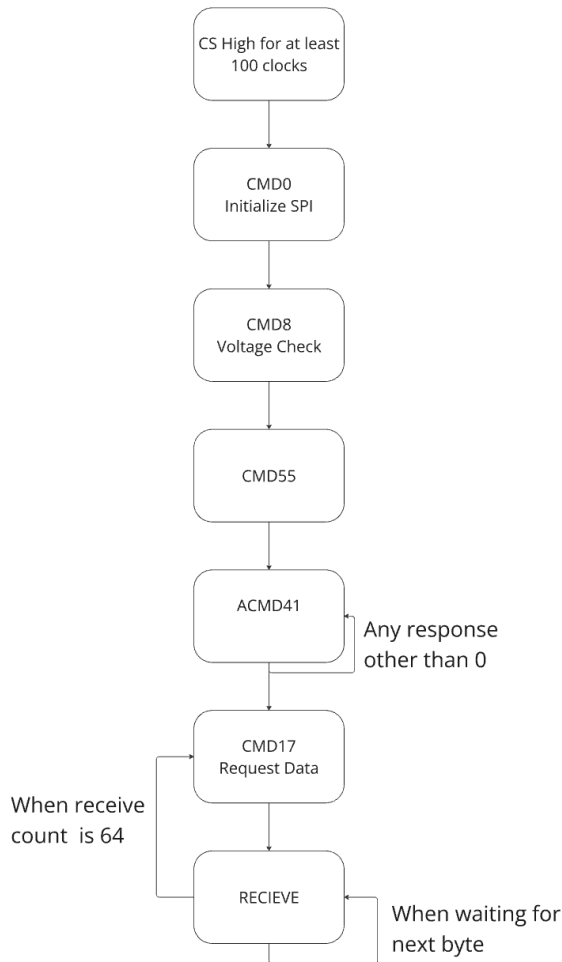 CS High for at least
100 clocks
CMD0
Initialize SPI
CMD8
Voltage Check
CMD55
ACMD41
Any response
other than 0
CMD17
Request Data
When receive
count is 64
RECIEVE
When waiting for
next byte